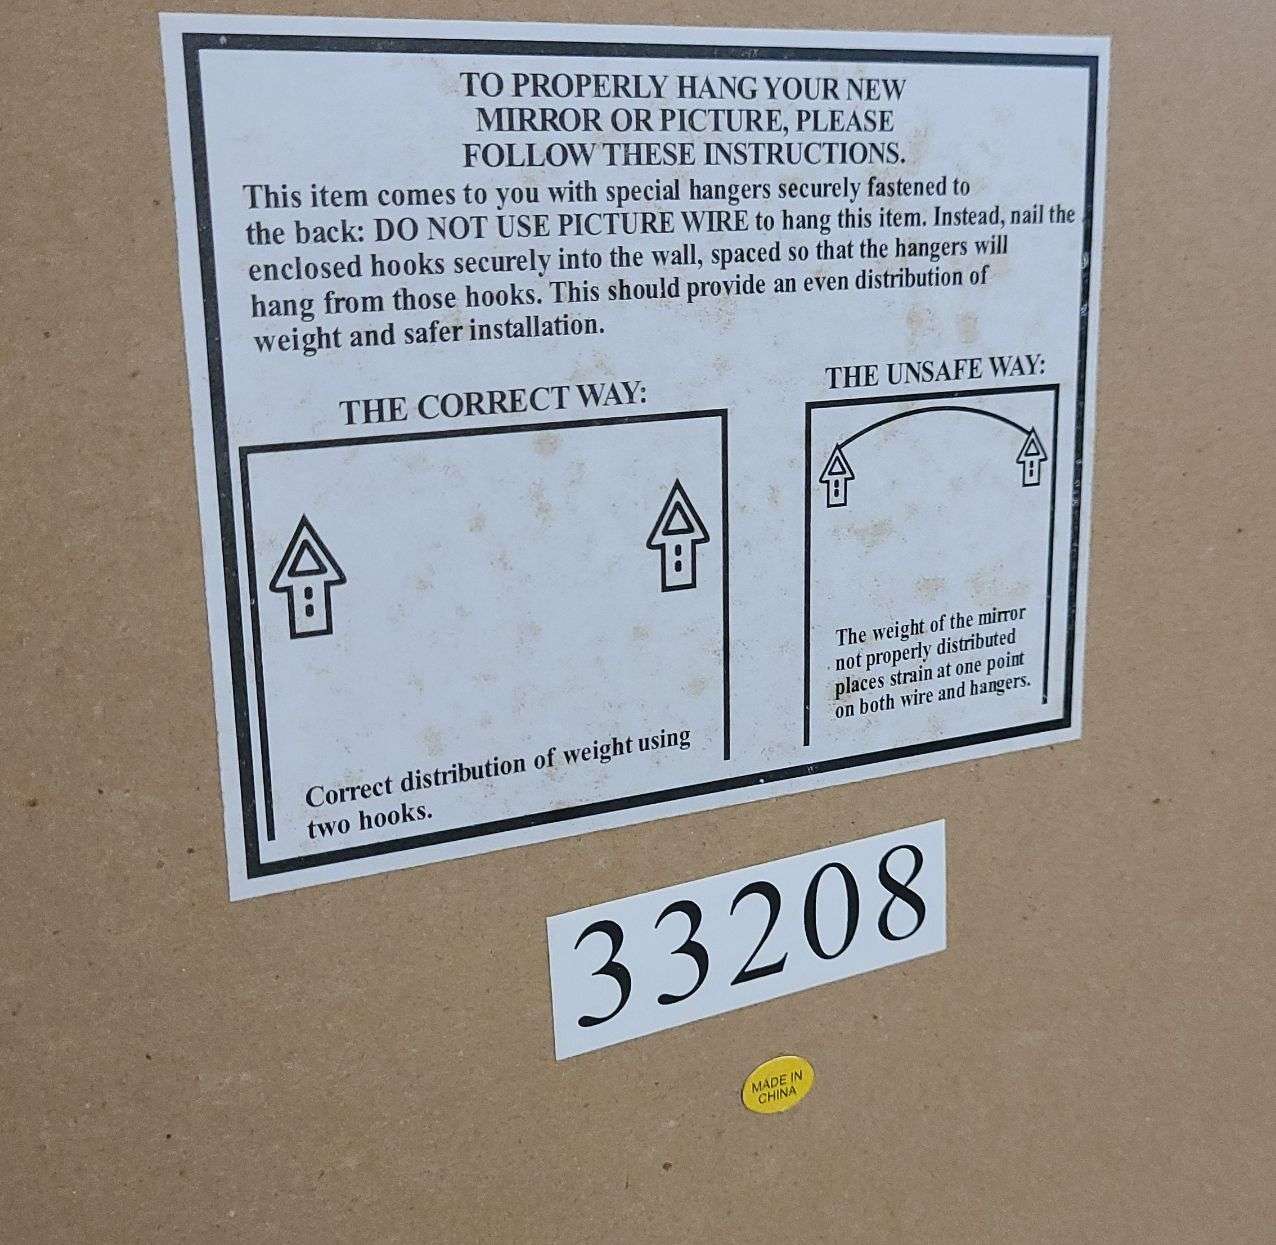 TO PROPERLY HANG YOUR NEW
MIRROR OR PICTURE, PLEASE
FOLLOW THESE INSTRUCTIONS.
This item comes to you with special hangers securely fastened to
the back: DO NOT USE PICTURE WIRE to hang this item. Instead, nail the
enclosed hooks securely into the wall, spaced so that the hangers will
hang from those hooks. This should provide an even distribution of
weight and safer installation.
THE CORRECT WAY:
Correct distribution of weight using
two hooks.
THE UNSAFE WAY:
The weight of the mirror
not properly distributed
places strain at one point
on both wire and hangers.
33208
MADE IN
CHINA